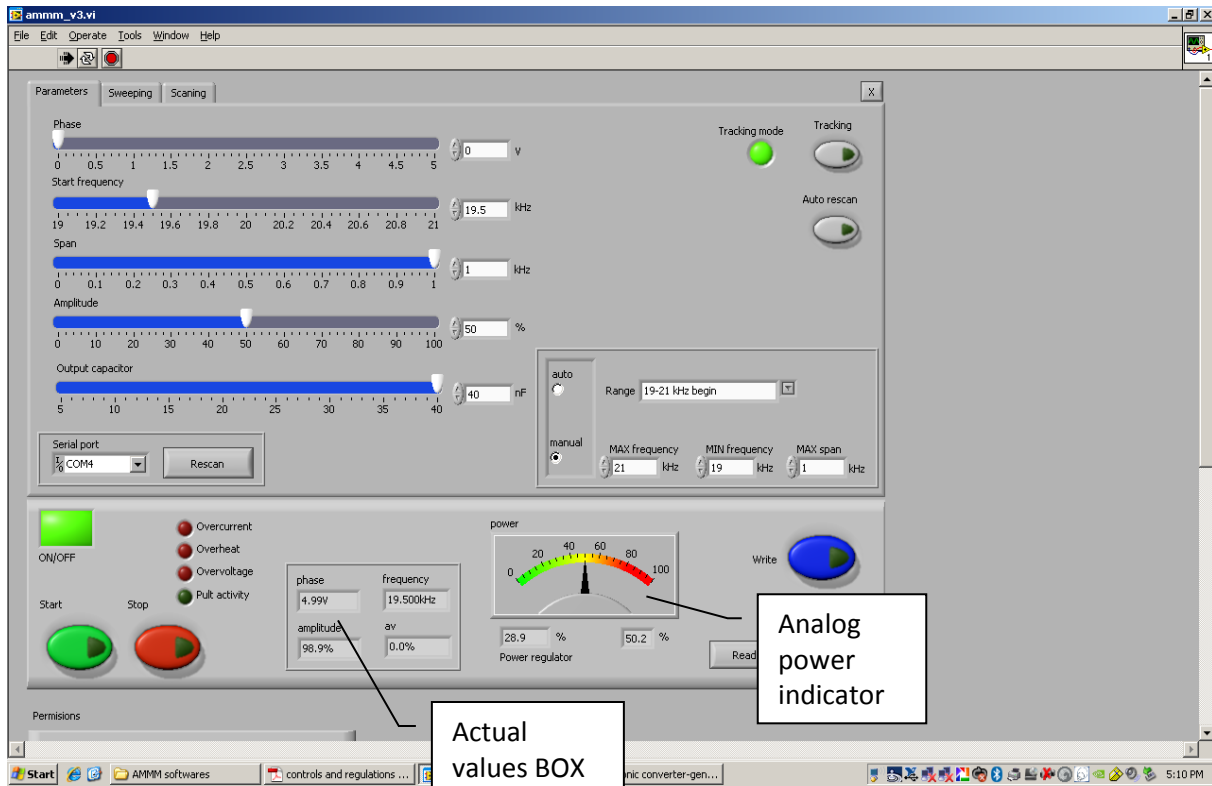 ammm_v3.vi
File Edit Operate Tools Window Help
1
Parameters Sweeping Scaning X
Phase
0 0.5 1 1.5 2 2.5 3 3.5 4 4.5 5
0 V
Tracking mode Tracking
Start frequency
19 19.2 19.4 19.6 19.8 20 20.2 20.4 20.6 20.8 21
19.5 kHz
Auto rescan
Span
0 0.1 0.2 0.3 0.4 0.5 0.6 0.7 0.8 0.9 1
1 kHz
Amplitude
0 10 20 30 40 50 60 70 80 90 100
50 %
Output capacitor
5 10 15 20 25 30 35 40
40 nF
auto
Range 19-21 kHz begin
manual
MAX frequency MIN frequency MAX span
21 kHz 19 kHz 1 kHz
Serial port
COM4 Rescan
ON/OFF
Overcurrent
Overheat
Overvoltage
Pult activity
Start Stop
phase frequency
4.99V 19.500kHz
amplitude av
98.9% 0.0%
power
0 20 40 60 80 100
28.9 % 50.2 %
Power regulator
Write
Read
Analog
power
indicator
Permisions
Actual
values BOX
Start AMMM softwares controls and regulations ... onic converter-gen... 5:10 PM